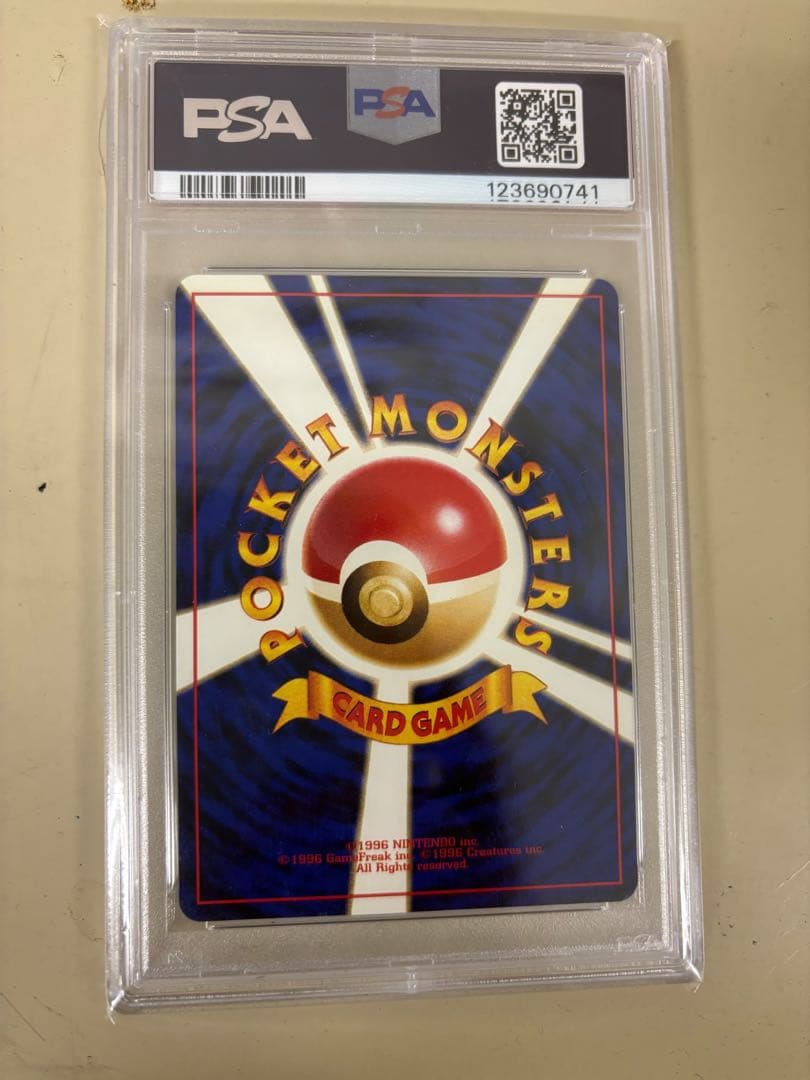 PSA
PSA
123690741
POCKET MONSTERS
CARD GAME
©1996 NINTENDO inc.
©1996 GameFreak inc. ©1996 Creatures inc.
All Rights reserved.